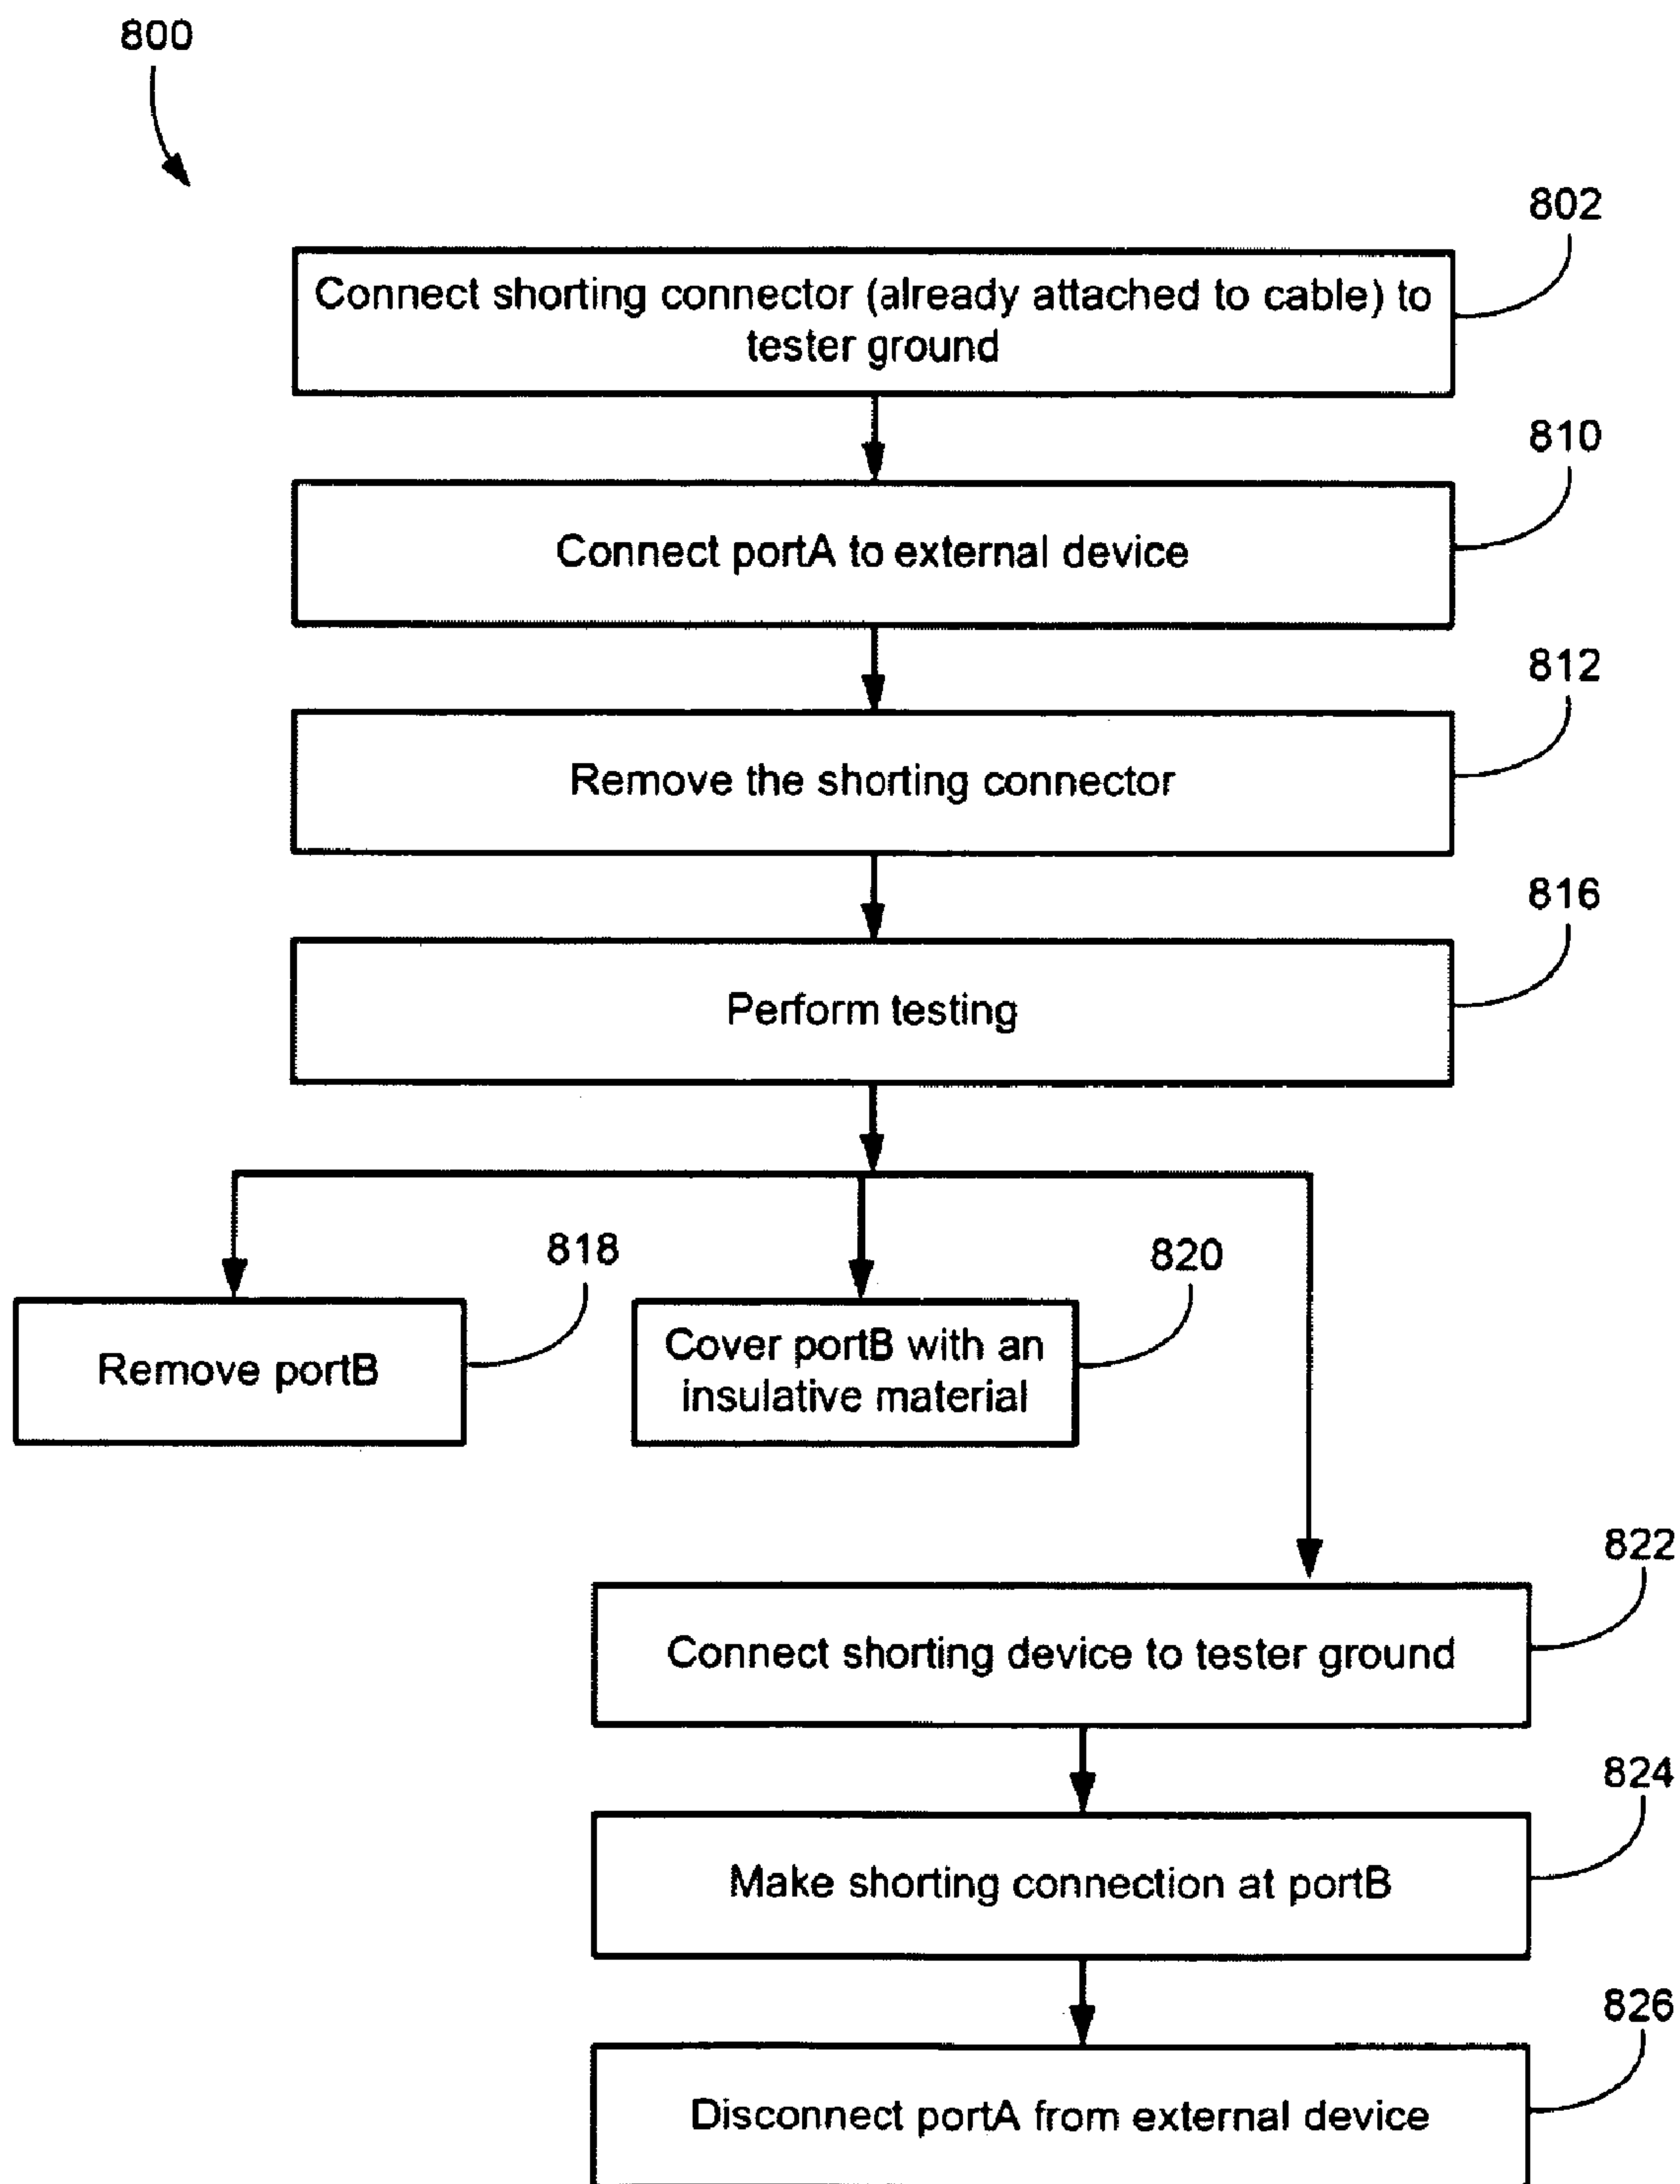 800
802
Connect shorting connector (already attached to cable) to
tester ground
810
Connect portA to external device
812
Remove the shorting connector
816
Perform testing
818
Remove portB
820
Cover portB with an
insulative material
822
Connect shorting device to tester ground
824
Make shorting connection at portB
826
Disconnect portA from external device